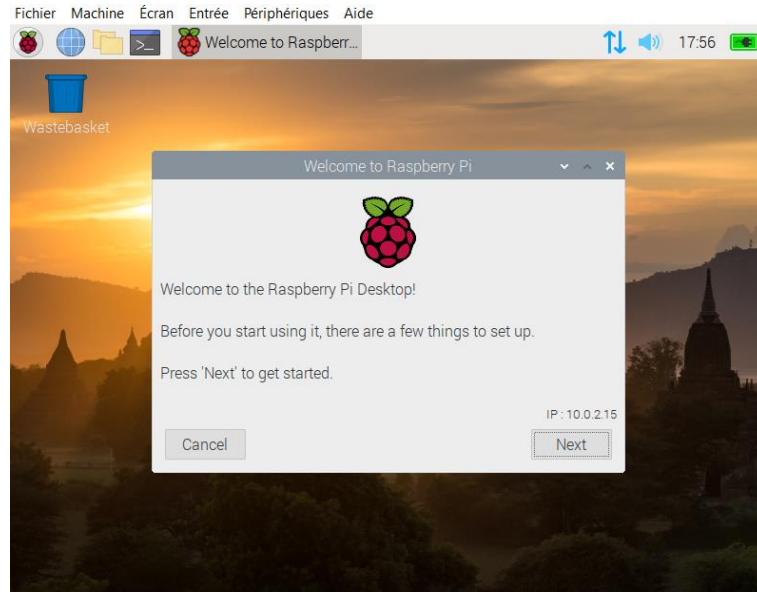 Fichier Machine Écran Entrée Périphériques Aide
Welcome to Raspberr... 17:56
Wastebasket
Welcome to Raspberry Pi
Welcome to the Raspberry Pi Desktop!
Before you start using it, there are a few things to set up.
Press 'Next' to get started.
IP : 10.0.2.15
Cancel Next